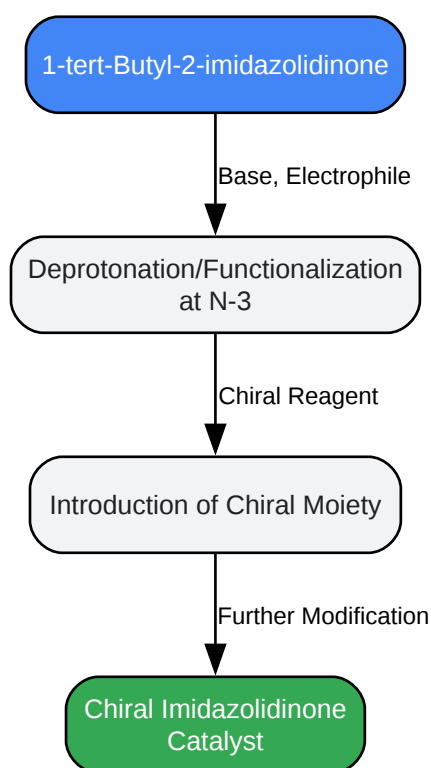 1-tert-Butyl-2-imidazolidinone
Base, Electrophile
Deprotonation/Functionalization
at N-3
Chiral Reagent
Introduction of Chiral Moiety
Further Modification
Chiral Imidazolidinone
Catalyst